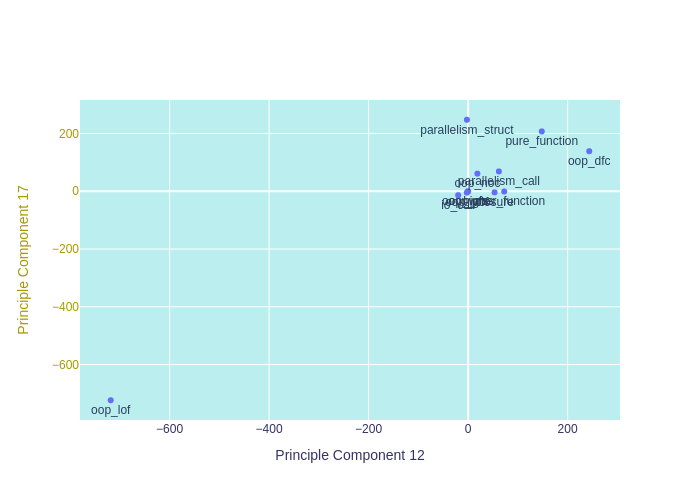 200
0
−200
−400
−600
Principle Component 17
parallelism_struct
pure_function
oop_dfc
parallelism_call
oop_lof
−600
−400
−200
0
200
Principle Component 12